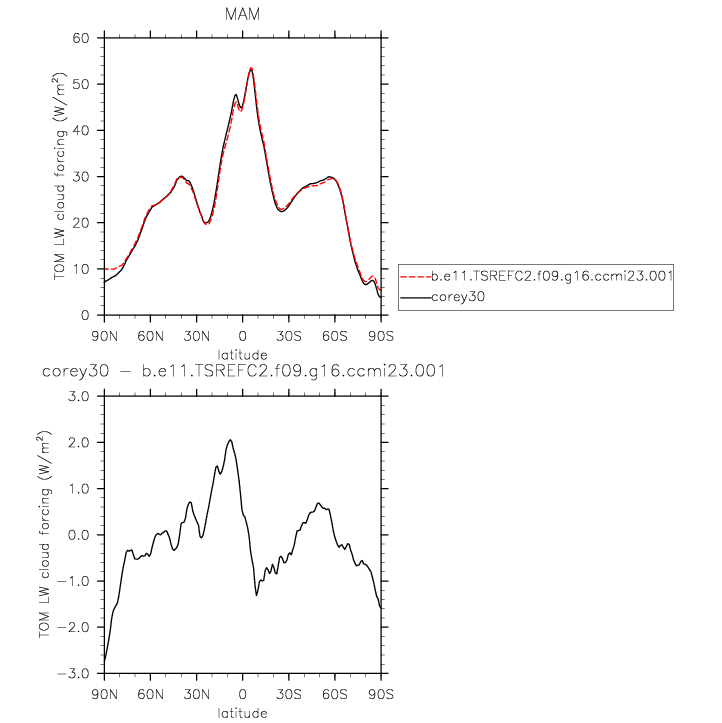 MAM
TOM LW cloud forcing (W/m²)
60
50
40
30
20
10
0
90N 60N 30N 0 30S 60S 90S
latitude
b.e11.TSREFC2.f09.g16.ccmi23.001
corey30
corey30 − b.e11.TSREFC2.f09.g16.ccmi23.001
TOM LW cloud forcing (W/m²)
3.0
2.0
1.0
0.0
−1.0
−2.0
−3.0
90N 60N 30N 0 30S 60S 90S
latitude